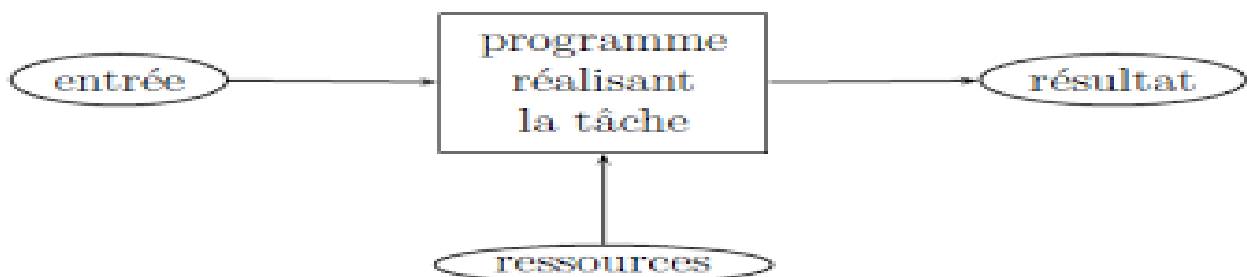 entrée
programme
réalisant
la tâche
résultat
ressources